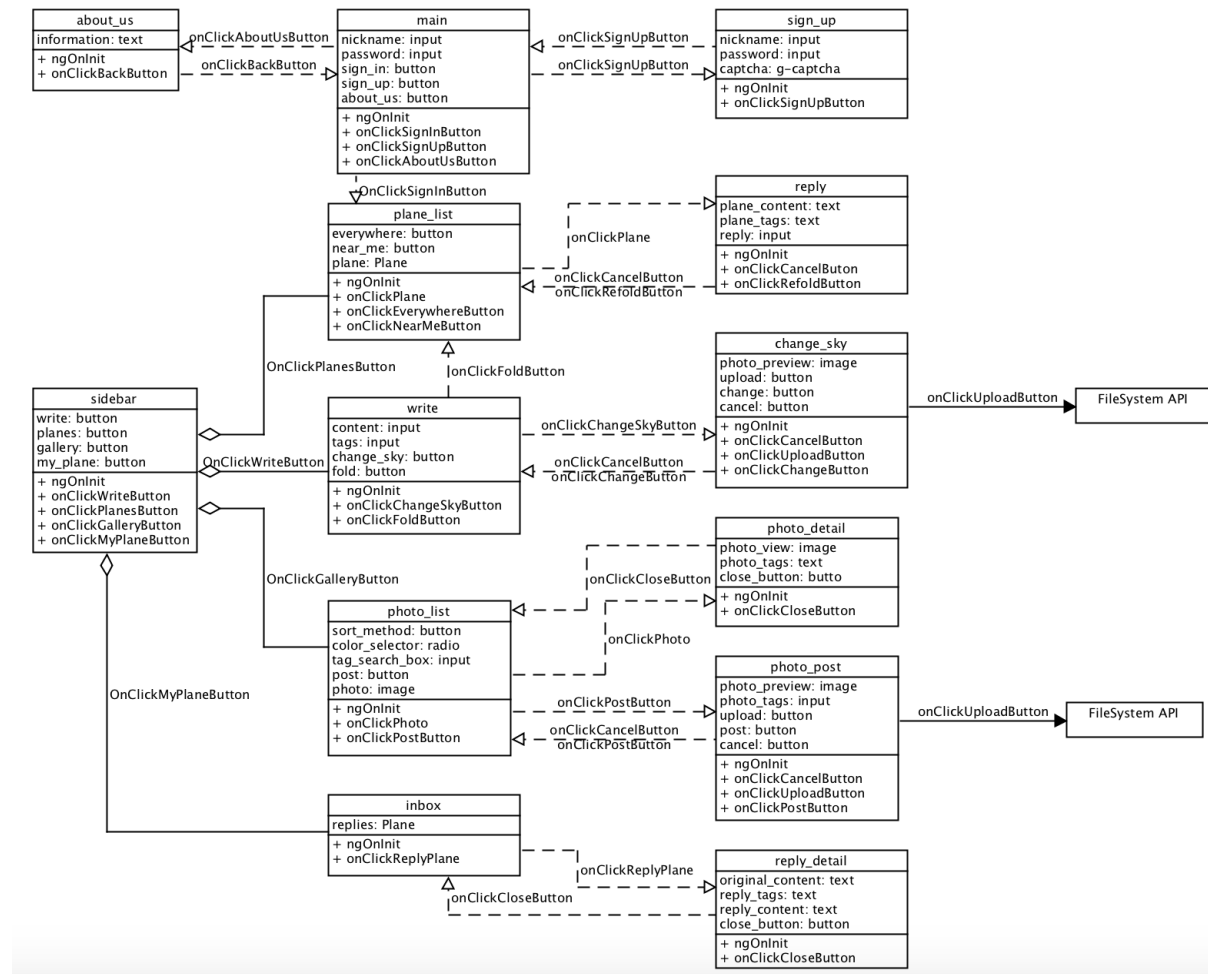 about_us
information: text
+ ngOnInit
+ onClickBackButton
onClickAboutUsButton
onClickBackButton
main
nickname: input
password: input
sign_in: button
sign_up: button
about_us: button
+ ngOnInit
+ onClickSignInButton
+ onClickSignUpButton
+ onClickAboutUsButton
onClickSignUpButton
onClickSignUpButton
sign_up
nickname: input
password: input
captcha: g-captcha
+ ngOnInit
+ onClickSignUpButton
OnClickSignInButton
plane_list
everywhere: button
near_me: button
plane: Plane
+ ngOnInit
+ onClickPlane
+ onClickEverywhereButton
+ onClickNearMeButton
onClickPlane
onClickCancelButton
onClickRefoldButton
reply
plane_content: text
plane_tags: text
reply: input
+ ngOnInit
+ onClickCancelButon
+ onClickRefoldButton
OnClickPlanesButton
onClickFoldButton
sidebar
write: button
planes: button
gallery: button
my_plane: button
+ ngOnInit
+ onClickWriteButton
+ onClickPlanesButton
+ onClickGalleryButton
+ onClickMyPlaneButton
OnClickWriteButton
write
content: input
tags: input
change_sky: button
fold: button
+ ngOnInit
+ onClickChangeSkyButton
+ onClickFoldButton
onClickChangeSkyButton
onClickCancelButton
onClickChangeButton
change_sky
photo_preview: image
upload: button
change: button
cancel: button
+ ngOnInit
+ onClickCancelButton
+ onClickUploadButton
+ onClickChangeButton
onClickUploadButton
FileSystem API
OnClickGalleryButton
photo_list
sort_method: button
color_selector: radio
tag_search_box: input
post: button
photo: image
+ ngOnInit
+ onClickPhoto
+ onClickPostButton
onClickCloseButton
onClickPhoto
photo_detail
photo_view: image
photo_tags: text
close_button: butto
+ ngOnInit
+ onClickCloseButton
onClickPostButton
onClickCancelButton
onClickPostButton
photo_post
photo_preview: image
photo_tags: input
upload: button
post: button
cancel: button
+ ngOnInit
+ onClickCancelButton
+ onClickUploadButton
+ onClickPostButton
onClickUploadButton
FileSystem API
OnClickMyPlaneButton
inbox
replies: Plane
+ ngOnInit
+ onClickReplyPlane
onClickReplyPlane
onClickCloseButton
reply_detail
original_content: text
reply_tags: text
reply_content: text
close_button: button
+ ngOnInit
+ onClickCloseButton